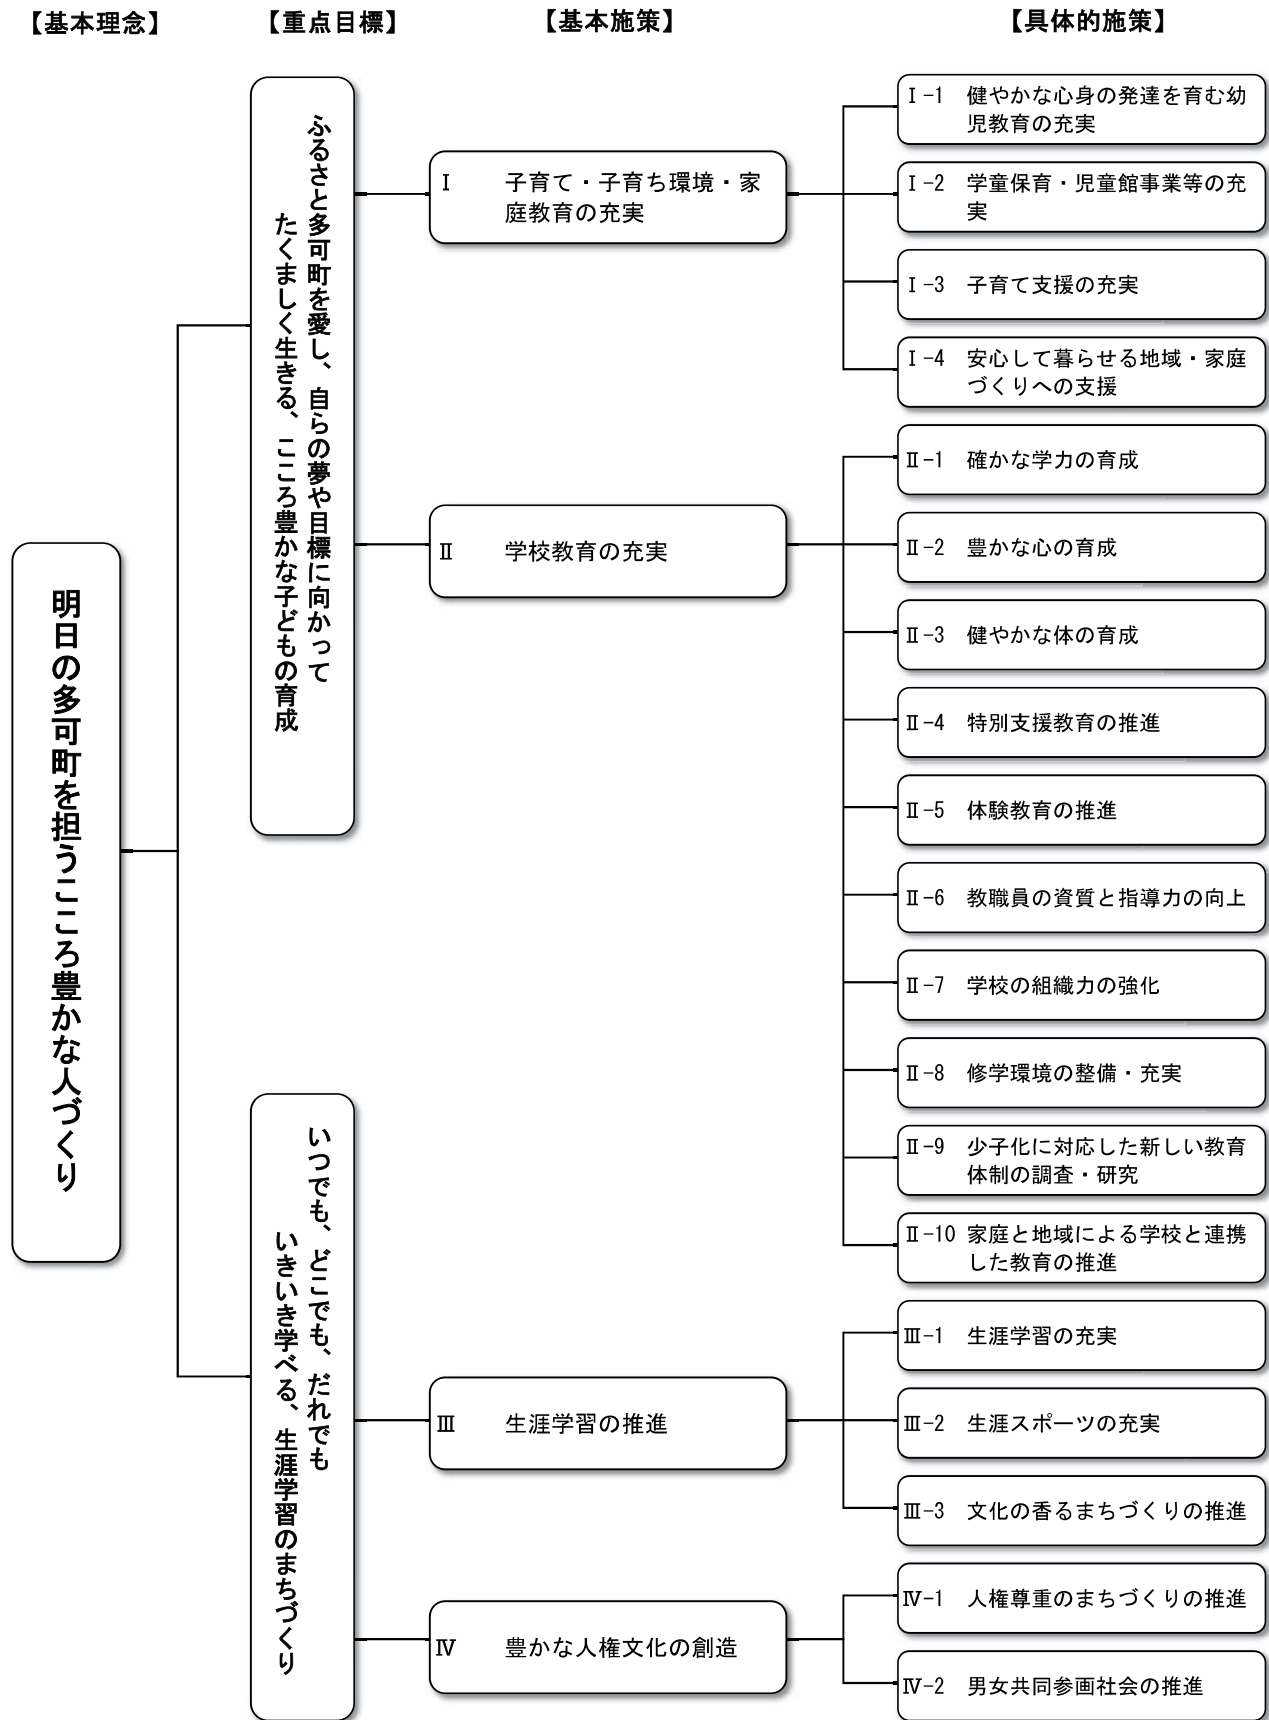 【基本理念】
【重点目標】
【基本施策】
【具体的施策】
明日の多可町を担うこころ豊かな人づくり
ふるさと多可町を愛し、自らの夢や目標に向かって
たくましく生きる、こころ豊かな子どもの育成
Ⅰ 子育て・子育ち環境・家
庭教育の充実
Ⅰ-1 健やかな心身の発達を育む幼
児教育の充実
Ⅰ-2 学童保育・児童館事業等の充
実
Ⅰ-3 子育て支援の充実
Ⅰ-4 安心して暮らせる地域・家庭
づくりへの支援
Ⅱ 学校教育の充実
Ⅱ-1 確かな学力の育成
Ⅱ-2 豊かな心の育成
Ⅱ-3 健やかな体の育成
Ⅱ-4 特別支援教育の推進
Ⅱ-5 体験教育の推進
Ⅱ-6 教職員の資質と指導力の向上
Ⅱ-7 学校の組織力の強化
Ⅱ-8 修学環境の整備・充実
Ⅱ-9 少子化に対応した新しい教育
体制の調査・研究
Ⅱ-10 家庭と地域による学校と連携
した教育の推進
いつでも、どこでも、だれでも
いきいき学べる、生涯学習のまちづくり
Ⅲ 生涯学習の推進
Ⅲ-1 生涯学習の充実
Ⅲ-2 生涯スポーツの充実
Ⅲ-3 文化の香るまちづくりの推進
Ⅳ 豊かな人権文化の創造
Ⅳ-1 人権尊重のまちづくりの推進
Ⅳ-2 男女共同参画社会の推進